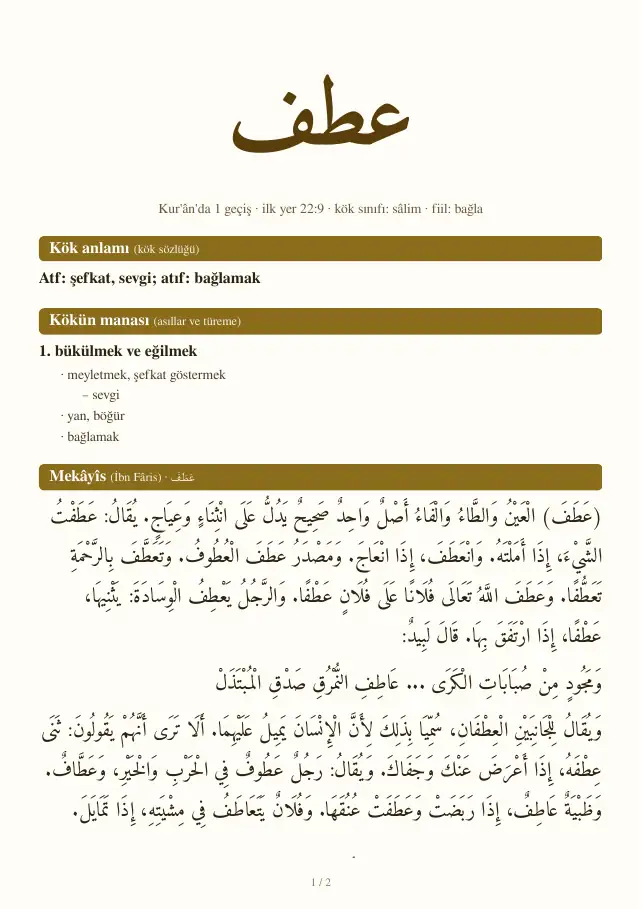 عطف
Kur'ân'da 1 geçiş · ilk yer 22:9 · kök sınıfı: sâlim · fiil: bağla
Kök anlamı (kök sözlüğü)
Atf: şefkat, sevgi; atıf: bağlamak
Kökün manası (asıllar ve türeme)
1. bükülmek ve eğilmek
· meyletmek, şefkat göstermek
– sevgi
· yan, böğür
· bağlamak
Mekâyîs (İbn Fâris) · عَطَفَ
(عَطَفَ) الْعَيْنُ وَالطَّاءُ وَالْفَاءُ أَصْلٌ وَاحِدٌ صَحِيحٌ يَدُلُّ عَلَى انْثِنَاءٍ وَعِيَاجٍ. يُقَالُ: عَطَفْتُ
الشَّيْءَ، إِذَا أَمَلْتَهُ. وَانْعَطَفَ، إِذَا انْعَاجَ. وَمَصْدَرُ عَطَفَ الْعُطُوفُ. وَتَعَطَّفَ بِالرَّحْمَةِ
تَعَطُّفًا. وَعَطَفَ اللَّهُ تَعَالَى فُلَانًا عَلَى فُلَانٍ عَطْفًا. وَالرَّجُلُ يَعْطِفُ الْوِسَادَةَ: يَثْنِيهَا،
عَطْفًا، إِذَا ارْتَفَقَ بِهَا. قَالَ لَبِيدٌ:
وَمَجُودٍ مِنْ صُبَابَاتِ الْكَرَى ... عَاطِفِ النُّمْرُقِ صَدْقِ الْمُبْتَذَلْ
وَيُقَالُ لِلْجَانِبَيْنِ الْعِطْفَانِ، سُمِّيَا بِذَلِكَ لِأَنَّ الْإِنْسَانَ يَمِيلُ عَلَيْهِمَا. أَلَا تَرَى أَنَّهُمْ يَقُولُونَ: ثَنَى
عِطْفَهُ، إِذَا أَعْرَضَ عَنْكَ وَجَفَاكَ. وَيُقَالُ: رَجُلٌ عَطُوفٌ فِي الْحَرْبِ وَالْخَيْرِ، وَعَطَّافٌ.
وَظَبْيَةٌ عَاطِفٌ، إِذَا رَبَضَتْ وَعَطَفَتْ عُنُقَهَا. وَفُلَانٌ يَتَعَاطَفُ فِي مِشْيَتِهِ، إِذَا تَمَايَلَ.
1 / 2